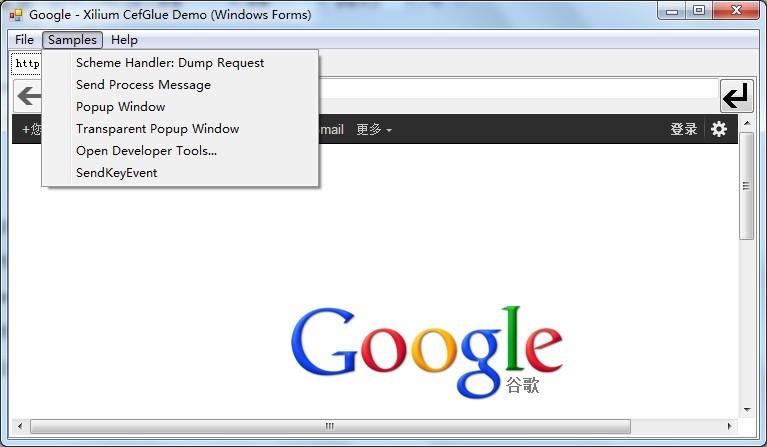 Google - Xilium CefGlue Demo (Windows Forms)
File Samples Help
http
Scheme Handler: Dump Request
Send Process Message
Popup Window
Transparent Popup Window
Open Developer Tools...
SendKeyEvent
+您 mail 更多 登录
Google
谷歌